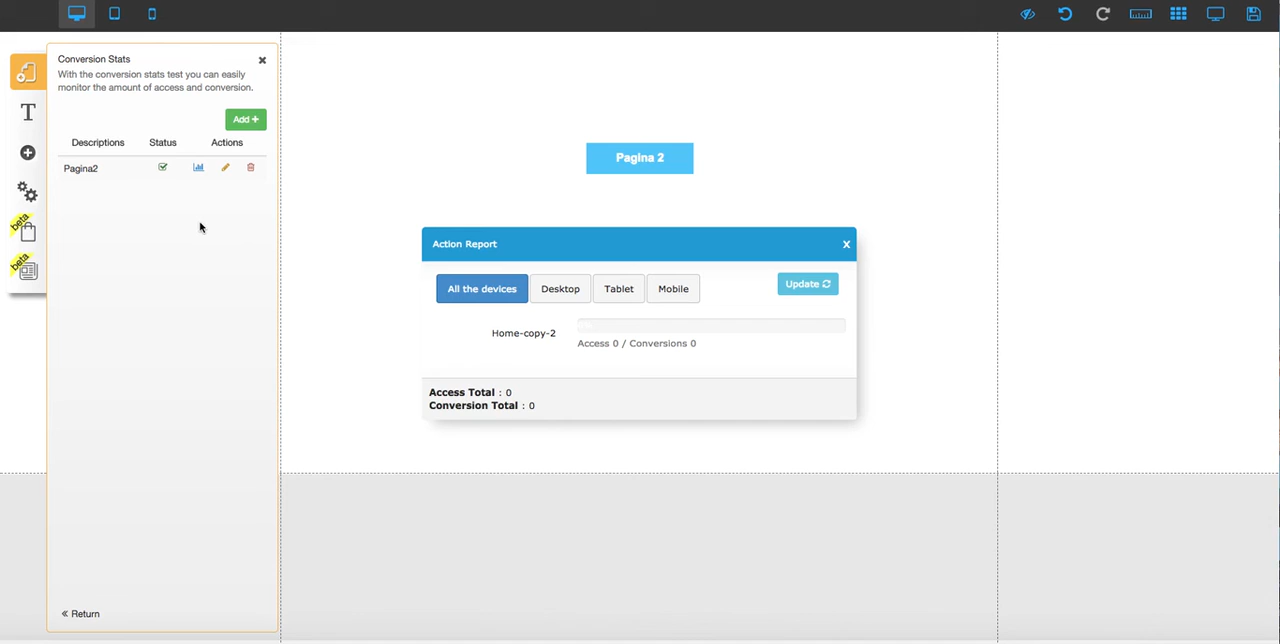 Conversion Stats
With the conversion stats test you can easily
monitor the amount of access and conversion.
Add +
Descriptions Status Actions
Pagina2
« Return
T
beta
beta
Pagina 2
Action Report x
All the devices Desktop Tablet Mobile Update
Home-copy-2
Access 0 / Conversions 0
Access Total : 0
Conversion Total : 0